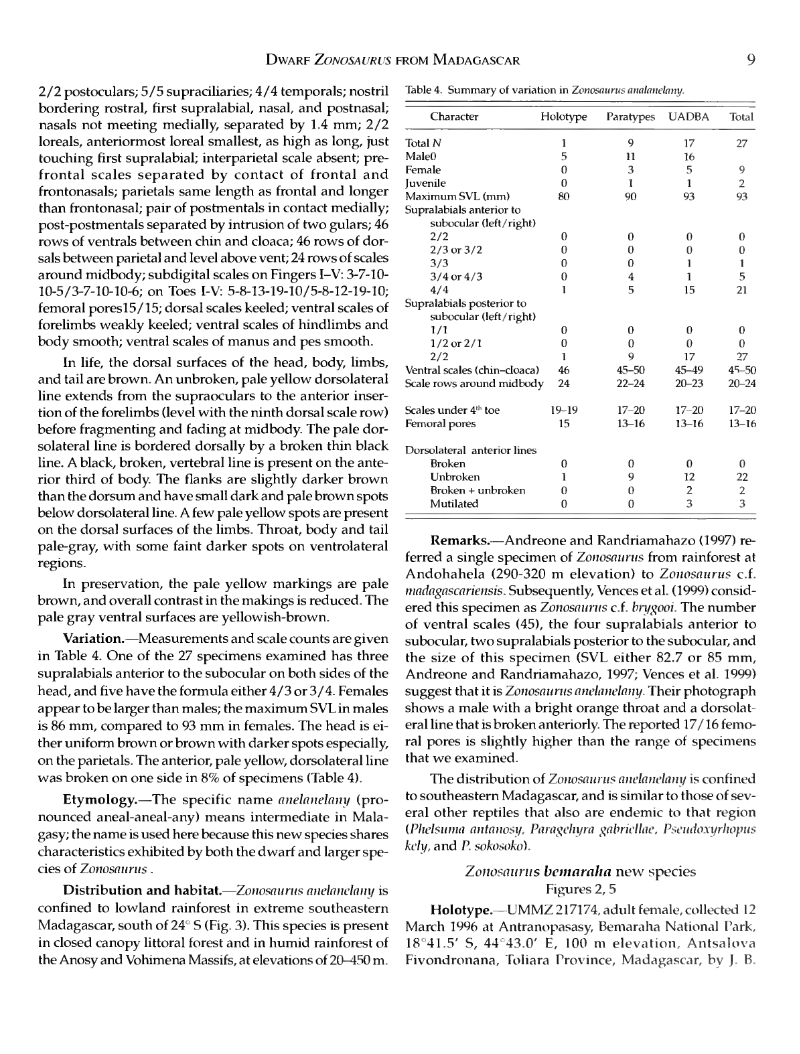 DWARF ZONOSAURUS FROM MADAGASCAR 9
2/2 postoculars; 5/5 supraciliaries; 4/4 temporals; nostril
bordering rostral, first supralabial, nasal, and postnasal;
nasals not meeting medially, separated by 1.4 mm; 2/2
loreals, anteriormost loreal smallest, as high as long, just
touching first supralabial; interparietal scale absent; pre-
frontal scales separated by contact of frontal and
frontonasals; parietals same length as frontal and longer
than frontonasal; pair of postmentals in contact medially;
post-postmentals separated by intrusion of two gulars; 46
rows of ventrals between chin and cloaca; 46 rows of dor-
sals between parietal and level above vent; 24 rows of scales
around midbody; subdigital scales on Fingers I–V: 3-7-10-
10-5/3-7-10-10-6; on Toes I-V: 5-8-13-19-10/5-8-12-19-10;
femoral pores15/15; dorsal scales keeled; ventral scales of
forelimbs weakly keeled; ventral scales of hindlimbs and
body smooth; ventral scales of manus and pes smooth.
In life, the dorsal surfaces of the head, body, limbs,
and tail are brown. An unbroken, pale yellow dorsolateral
line extends from the supraoculars to the anterior inser-
tion of the forelimbs (level with the ninth dorsal scale row)
before fragmenting and fading at midbody. The pale dor-
solateral line is bordered dorsally by a broken thin black
line. A black, broken, vertebral line is present on the ante-
rior third of body. The flanks are slightly darker brown
than the dorsum and have small dark and pale brown spots
below dorsolateral line. A few pale yellow spots are present
on the dorsal surfaces of the limbs. Throat, body and tail
pale-gray, with some faint darker spots on ventrolateral
regions.
In preservation, the pale yellow markings are pale
brown, and overall contrast in the makings is reduced. The
pale gray ventral surfaces are yellowish-brown.
Variation.—Measurements and scale counts are given
in Table 4. One of the 27 specimens examined has three
supralabials anterior to the subocular on both sides of the
head, and five have the formula either 4/3 or 3/4. Females
appear to be larger than males; the maximum SVL in males
is 86 mm, compared to 93 mm in females. The head is ei-
ther uniform brown or brown with darker spots especially,
on the parietals. The anterior, pale yellow, dorsolateral line
was broken on one side in 8% of specimens (Table 4).
Etymology.—The specific name anelanelany (pro-
nounced aneal-aneal-any) means intermediate in Mala-
gasy; the name is used here because this new species shares
characteristics exhibited by both the dwarf and larger spe-
cies of Zonosaurus .
Distribution and habitat.—Zonosaurus anelanelany is
confined to lowland rainforest in extreme southeastern
Madagascar, south of 24° S (Fig. 3). This species is present
in closed canopy littoral forest and in humid rainforest of
the Anosy and Vohimena Massifs, at elevations of 20–450 m.
Table 4. Summary of variation in Zonosaurus analanelany.
Character Holotype Paratypes UADBA Total
Total N 1 9 17 27
Male0 5 11 16
Female 0 3 5 9
Juvenile 0 1 1 2
Maximum SVL (mm) 80 90 93 93
Supralabials anterior to
subocular (left/right)
2/2 0 0 0 0
2/3 or 3/2 0 0 0 0
3/3 0 0 1 1
3/4 or 4/3 0 4 1 5
4/4 1 5 15 21
Supralabials posterior to
subocular (left/right)
1/1 0 0 0 0
1/2 or 2/1 0 0 0 0
2/2 1 9 17 27
Ventral scales (chin–cloaca) 46 45–50 45–49 45–50
Scale rows around midbody 24 22–24 20–23 20–24
Scales under 4th toe 19–19 17–20 17–20 17–20
Femoral pores 15 13–16 13–16 13–16
Dorsolateral anterior lines
Broken 0 0 0 0
Unbroken 1 9 12 22
Broken + unbroken 0 0 2 2
Mutilated 0 0 3 3
Remarks.—Andreone and Randriamahazo (1997) re-
ferred a single specimen of Zonosaurus from rainforest at
Andohahela (290-320 m elevation) to Zonosaurus c.f.
madagascariensis. Subsequently, Vences et al. (1999) consid-
ered this specimen as Zonosaurus c.f. brygooi. The number
of ventral scales (45), the four supralabials anterior to
subocular, two supralabials posterior to the subocular, and
the size of this specimen (SVL either 82.7 or 85 mm,
Andreone and Randriamahazo, 1997; Vences et al. 1999)
suggest that it is Zonosaurus anelanelany. Their photograph
shows a male with a bright orange throat and a dorsolat-
eral line that is broken anteriorly. The reported 17/16 femo-
ral pores is slightly higher than the range of specimens
that we examined.
The distribution of Zonosaurus anelanelany is confined
to southeastern Madagascar, and is similar to those of sev-
eral other reptiles that also are endemic to that region
(Phelsuma antanosy, Paragehyra gabriellae, Pseudoxyrhopus
kely, and P. sokosoko).
Zonosaurus bemaraha new species
Figures 2, 5
Holotype.—UMMZ 217174, adult female, collected 12
March 1996 at Antranopasasy, Bemaraha National Park,
18°41.5' S, 44°43.0' E, 100 m elevation, Antsalova
Fivondronana, Toliara Province, Madagascar, by J. B.